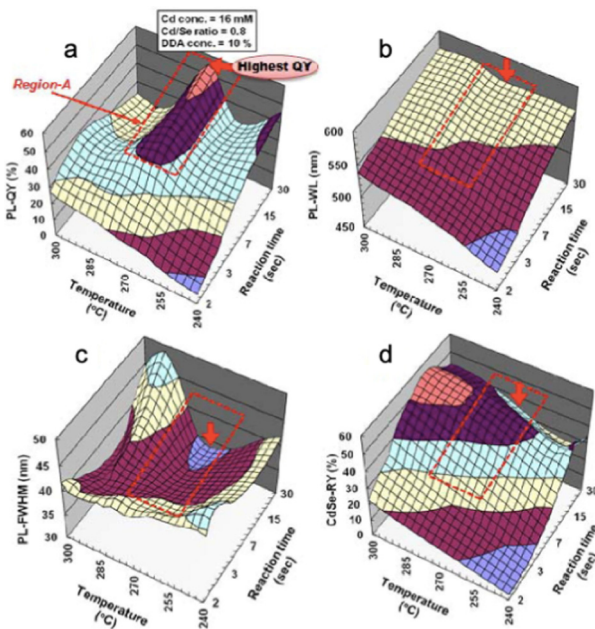 Cd conc. = 16 mM
Cd/Se ratio = 0.8
DDA conc. = 10 %
a
Highest QY
Region-A
PL-QY (%)
60
50
40
30
20
10
0
300
285
270
255
240
Temperature
(°C)
2
3
7
15
30
Reaction time
(sec)
b
PL-WL (nm)
600
550
500
450
300
285
270
255
240
Temperature
(°C)
2
3
7
15
30
Reaction time
(sec)
c
PL-FWHM (nm)
50
45
40
35
30
300
285
270
255
240
Temperature
(°C)
2
3
7
15
30
Reaction time
(sec)
d
CdSe-RY (%)
60
50
40
30
20
10
0
300
285
270
255
240
Temperature
(°C)
2
3
7
15
30
Reaction time
(sec)